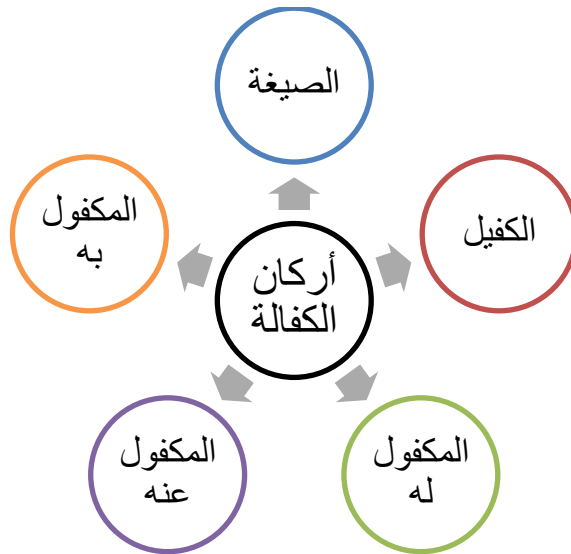 الصيغة
الكفيل
المكفول
له
المكفول
عنه
المكفول
به
أركان
الكفالة